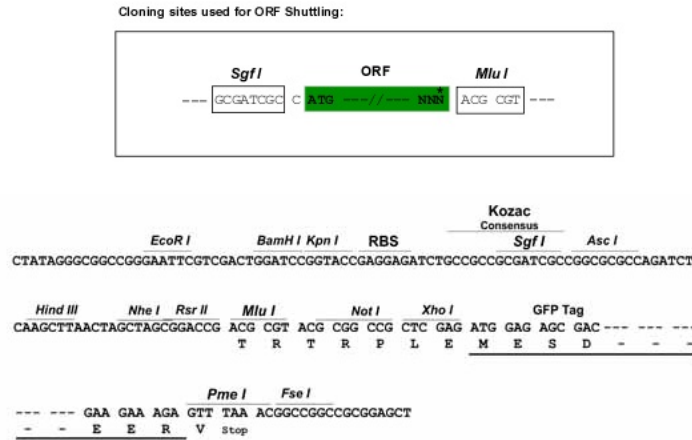 Cloning sites used for ORF Shuttling:
Sgf I ORF Mlu I
--- GCGATCGC C ATG ---//--- NNN* ACG CGT ---
Kozac
Consensus
EcoR I BamH I Kpn I RBS Sgf I Asc I
CTATAGGGCGGCCGGGAATTCGTCGACTGGATCCGGTACCGAGGAGATCTGCCGCCGCGATCGCCGGCGCGCCAGATCT
Hind III Nhe I Rsr II Mlu I Not I Xho I GFP Tag
CAAGCTTAACTAGCTAGCGGACCG ACG CGT ACG CGG CCG CTC GAG ATG GAG AGC GAC--- --- ---
T R T R P L E M E S D - - -
Pme I Fse I
--- --- GAA GAA AGA GTT TAA ACGGCCGGCCGCGGAGCT
- - E E R V Stop